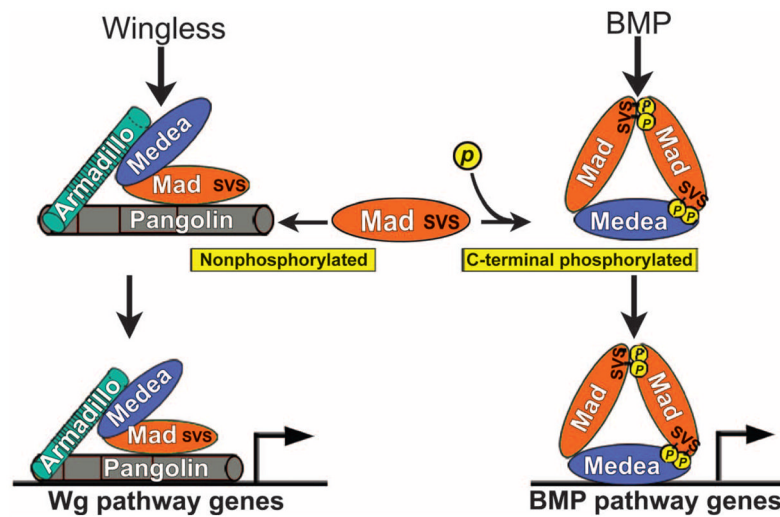 Wingless
BMP
Armadillo
Medea
Mad SVS
Pangolin
p
Mad SVS
Mad
SVS
P
P
Mad
SVS
P P
Medea
Nonphosphorylated
C-terminal phosphorylated
Armadillo
Medea
Mad SVS
Pangolin
Wg pathway genes
Mad
SVS
P
P
Mad
SVS
P P
Medea
BMP pathway genes